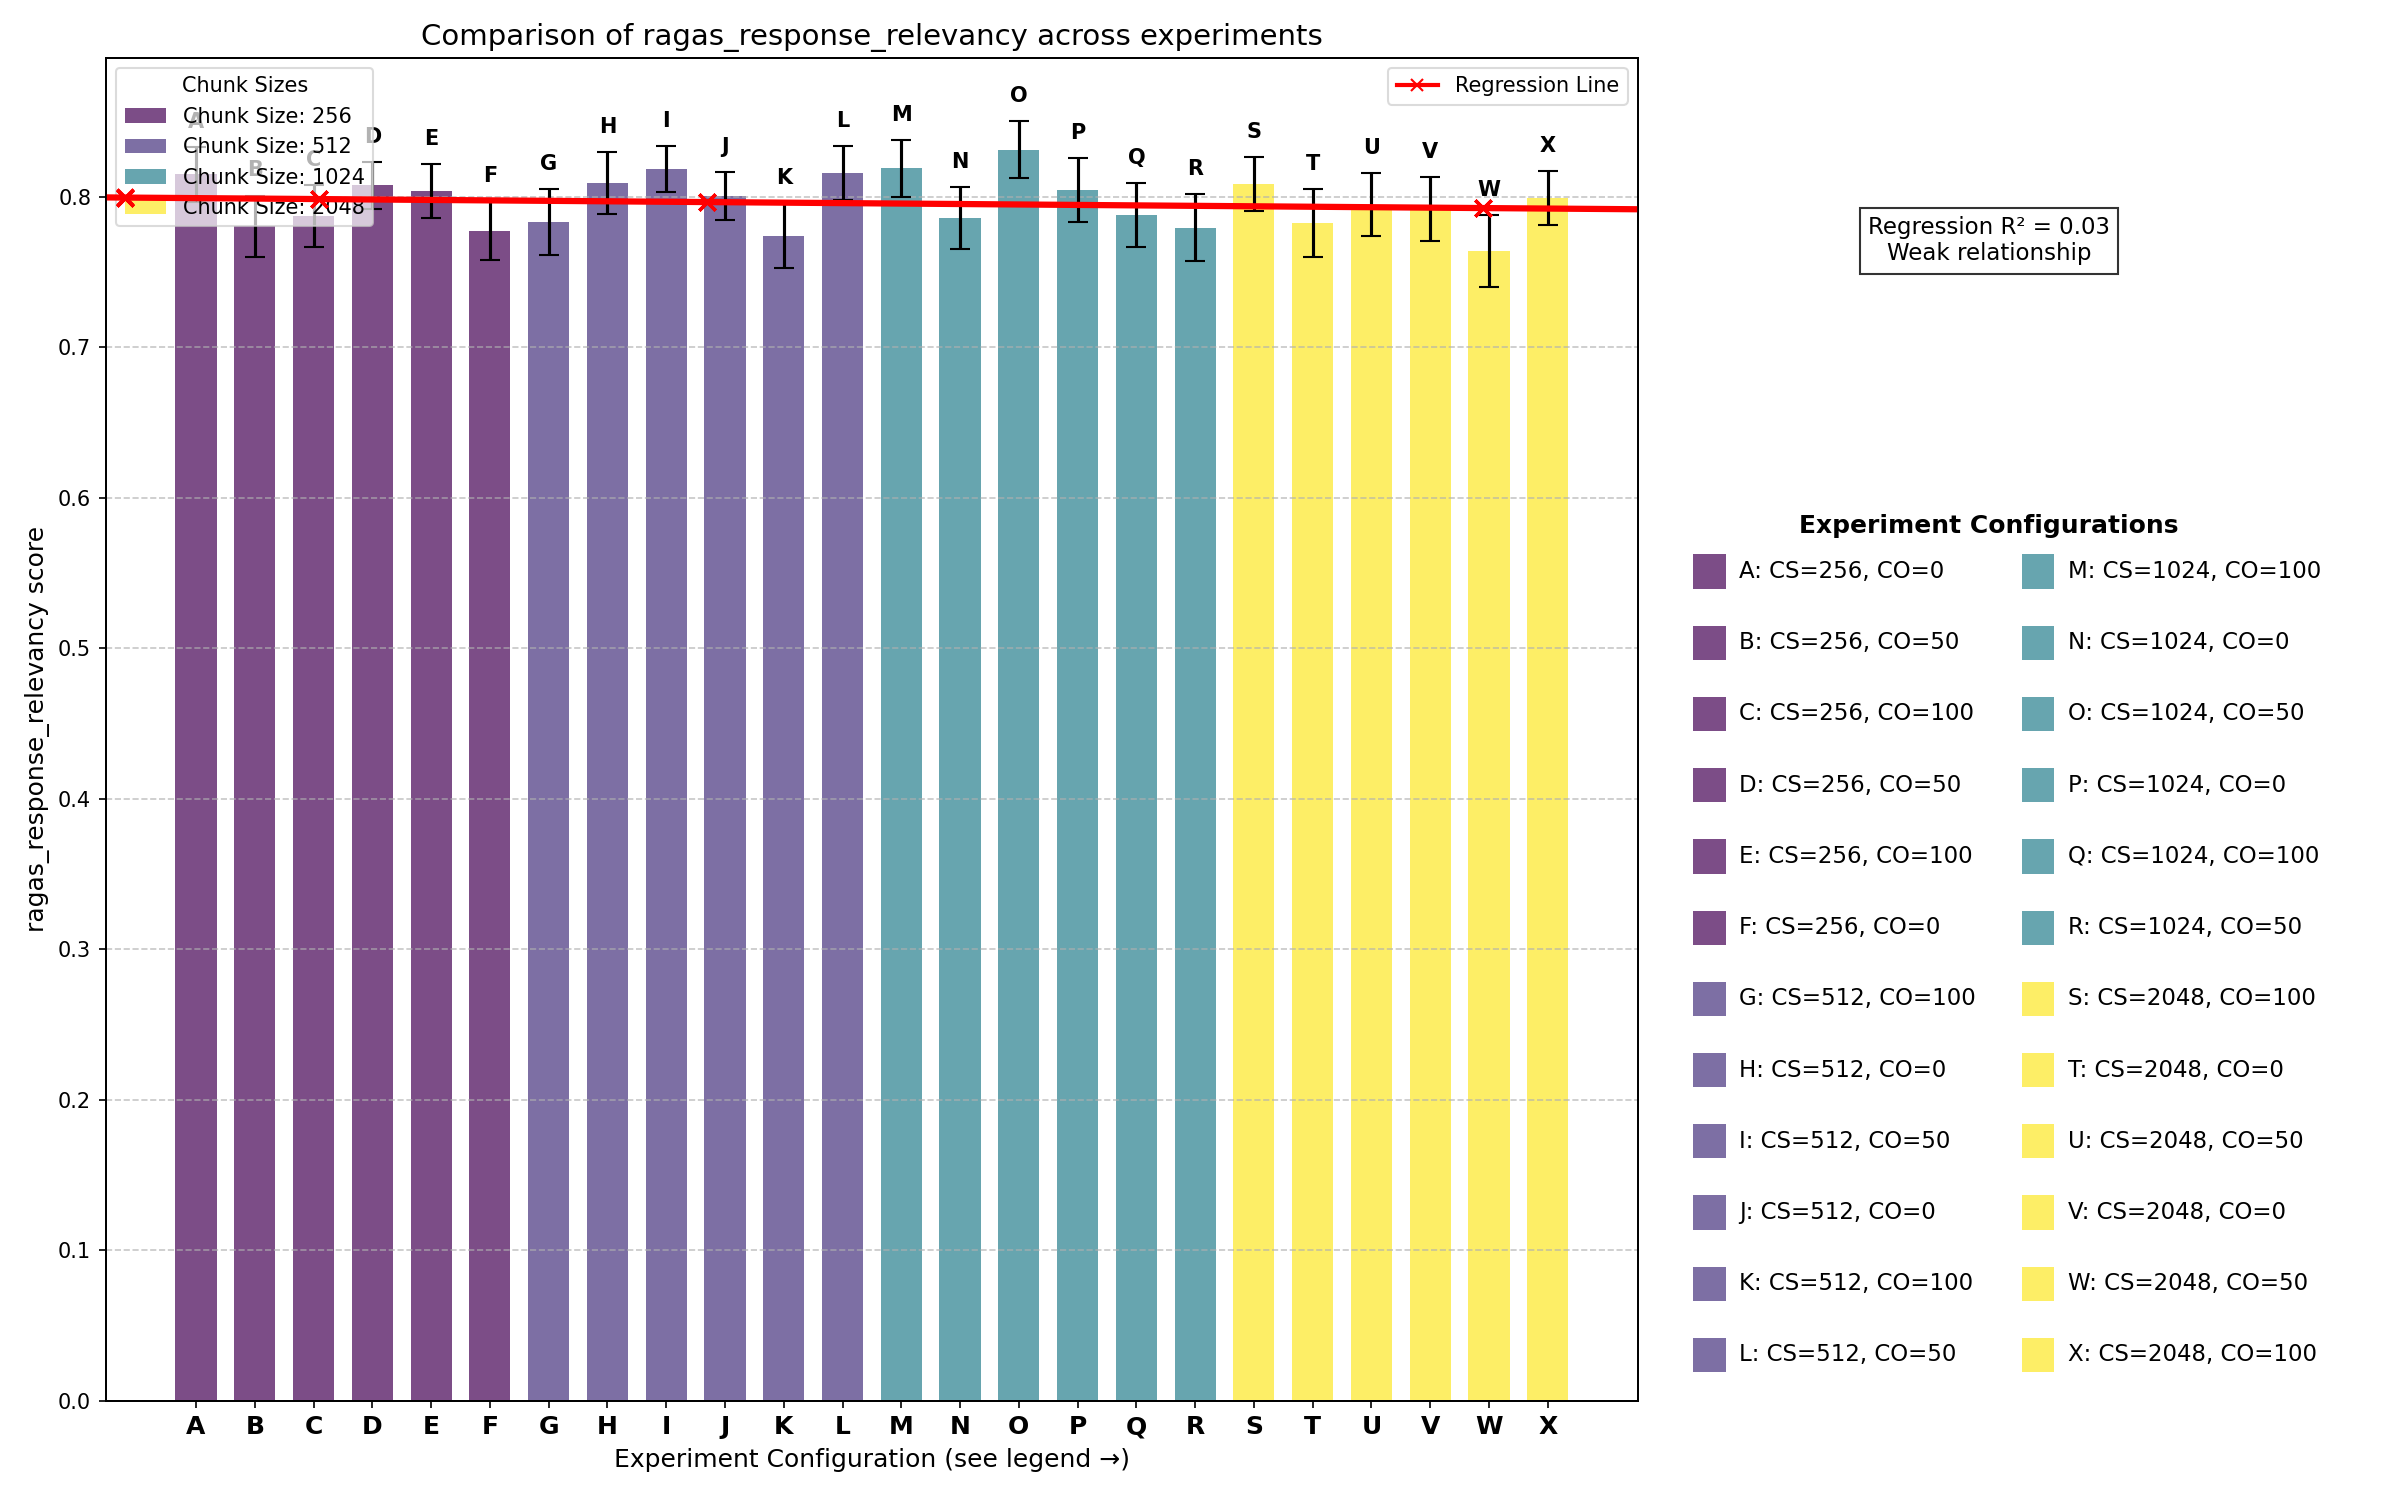 Comparison of ragas_response_relevancy across experiments
Chunk Sizes
Chunk Size: 256
Chunk Size: 512
Chunk Size: 1024
Chunk Size: 2048
Regression Line
A
B
C
D
E
F
G
H
I
J
K
L
M
N
O
P
Q
R
S
T
U
V
W
X
0.8
0.7
0.6
0.5
0.4
0.3
0.2
0.1
0.0
ragas_response_relevancy score
A B C D E F G H I J K L M N O P Q R S T U V W X
Experiment Configuration (see legend →)
Regression R² = 0.03
Weak relationship
Experiment Configurations
A: CS=256, CO=0
B: CS=256, CO=50
C: CS=256, CO=100
D: CS=256, CO=50
E: CS=256, CO=100
F: CS=256, CO=0
G: CS=512, CO=100
H: CS=512, CO=0
I: CS=512, CO=50
J: CS=512, CO=0
K: CS=512, CO=100
L: CS=512, CO=50
M: CS=1024, CO=100
N: CS=1024, CO=0
O: CS=1024, CO=50
P: CS=1024, CO=0
Q: CS=1024, CO=100
R: CS=1024, CO=50
S: CS=2048, CO=100
T: CS=2048, CO=0
U: CS=2048, CO=50
V: CS=2048, CO=0
W: CS=2048, CO=50
X: CS=2048, CO=100